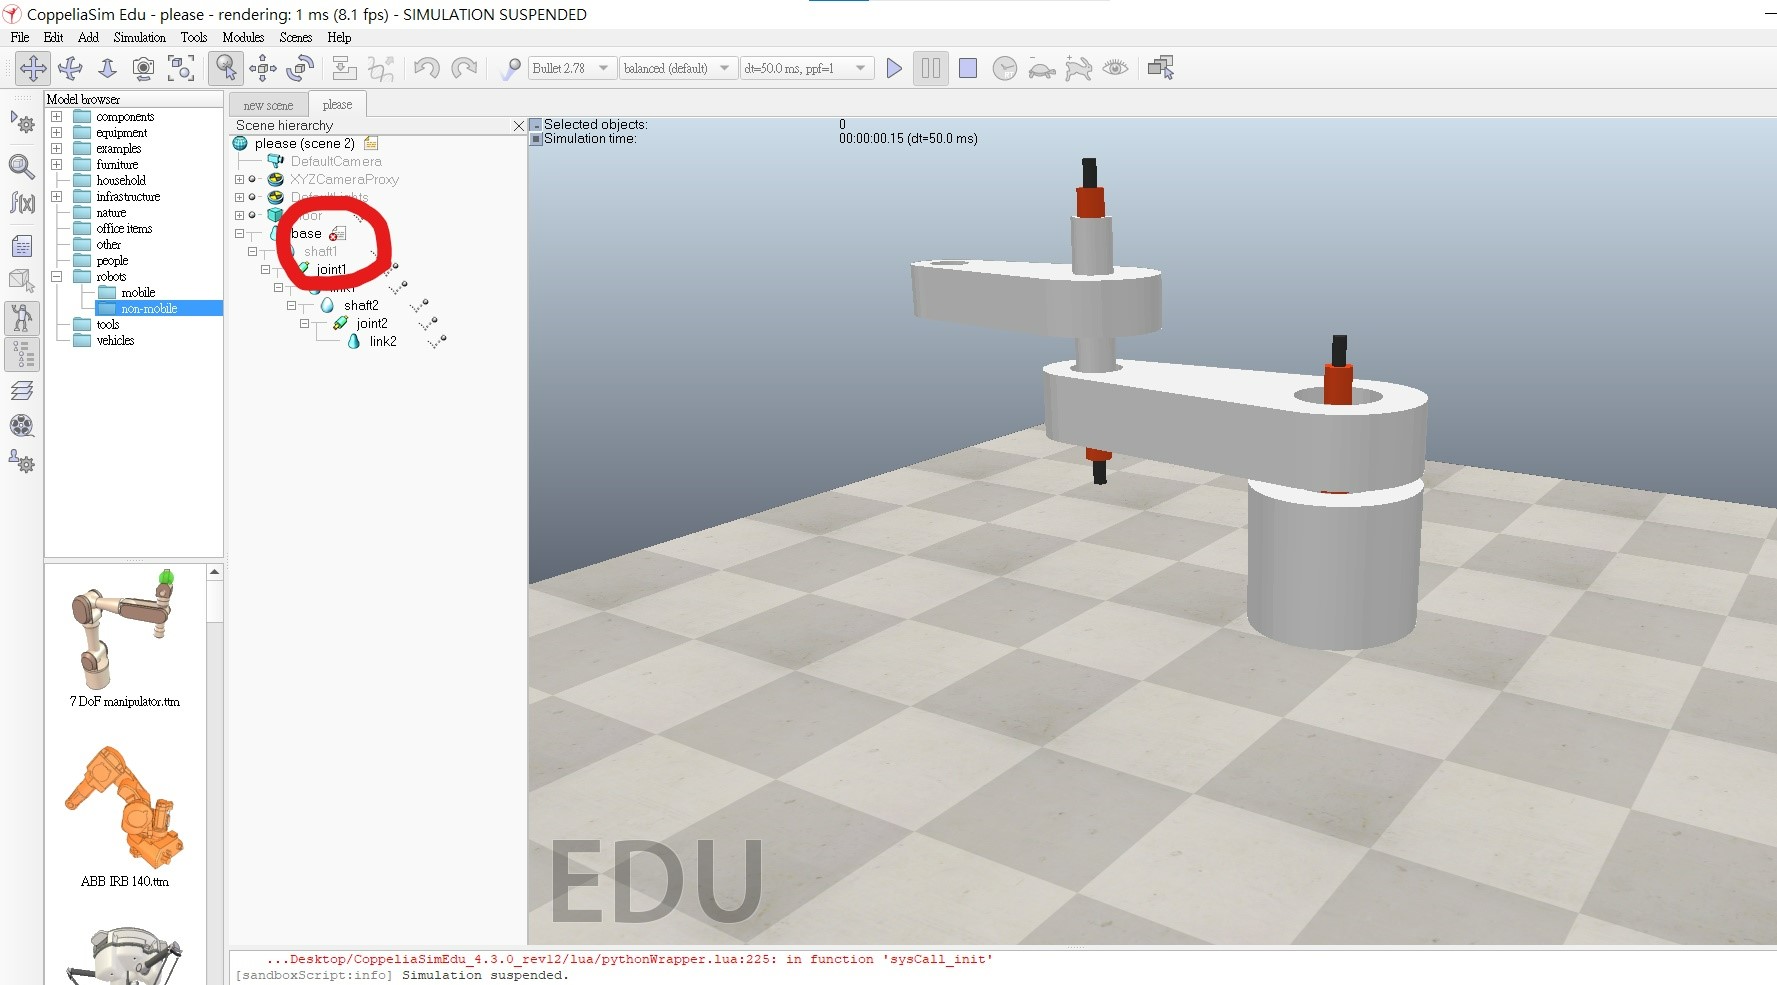 CoppeliaSim Edu - please - rendering: 1 ms (8.1 fps) - SIMULATION SUSPENDED
File Edit Add Simulation Tools Modules Scenes Help
Bullet 2.78 balanced (default) dt=50.0 ms, ppf=1
Model browser
components
equipment
examples
furniture
household
infrastructure
nature
office items
other
people
robots
mobile
non-mobile
tools
vehicles
7 DoF manipulator.ttm
ABB IRB 140.ttm
new scene please
Scene hierarchy
please (scene 2)
DefaultCamera
XYZCameraProxy
DefaultLights
base
shaft1
joint1
link1
shaft2
joint2
link2
Selected objects: 0
Simulation time: 00:00:00.15 (dt=50.0 ms)
EDU
...Desktop/CoppeliaSimEdu_4.3.0_rev12/lua/pythonWrapper.lua:225: in function 'sysCall_init'
[sandboxScript:info] Simulation suspended.